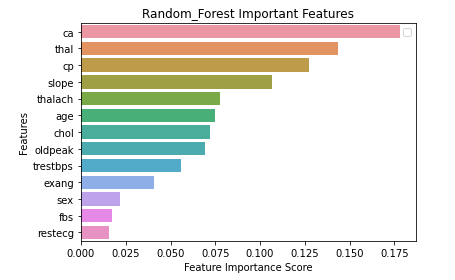 Random_Forest Important Features
Features
ca
thal
cp
slope
thalach
age
chol
oldpeak
trestbps
exang
sex
fbs
restecg
0.000 0.025 0.050 0.075 0.100 0.125 0.150 0.175
Feature Importance Score